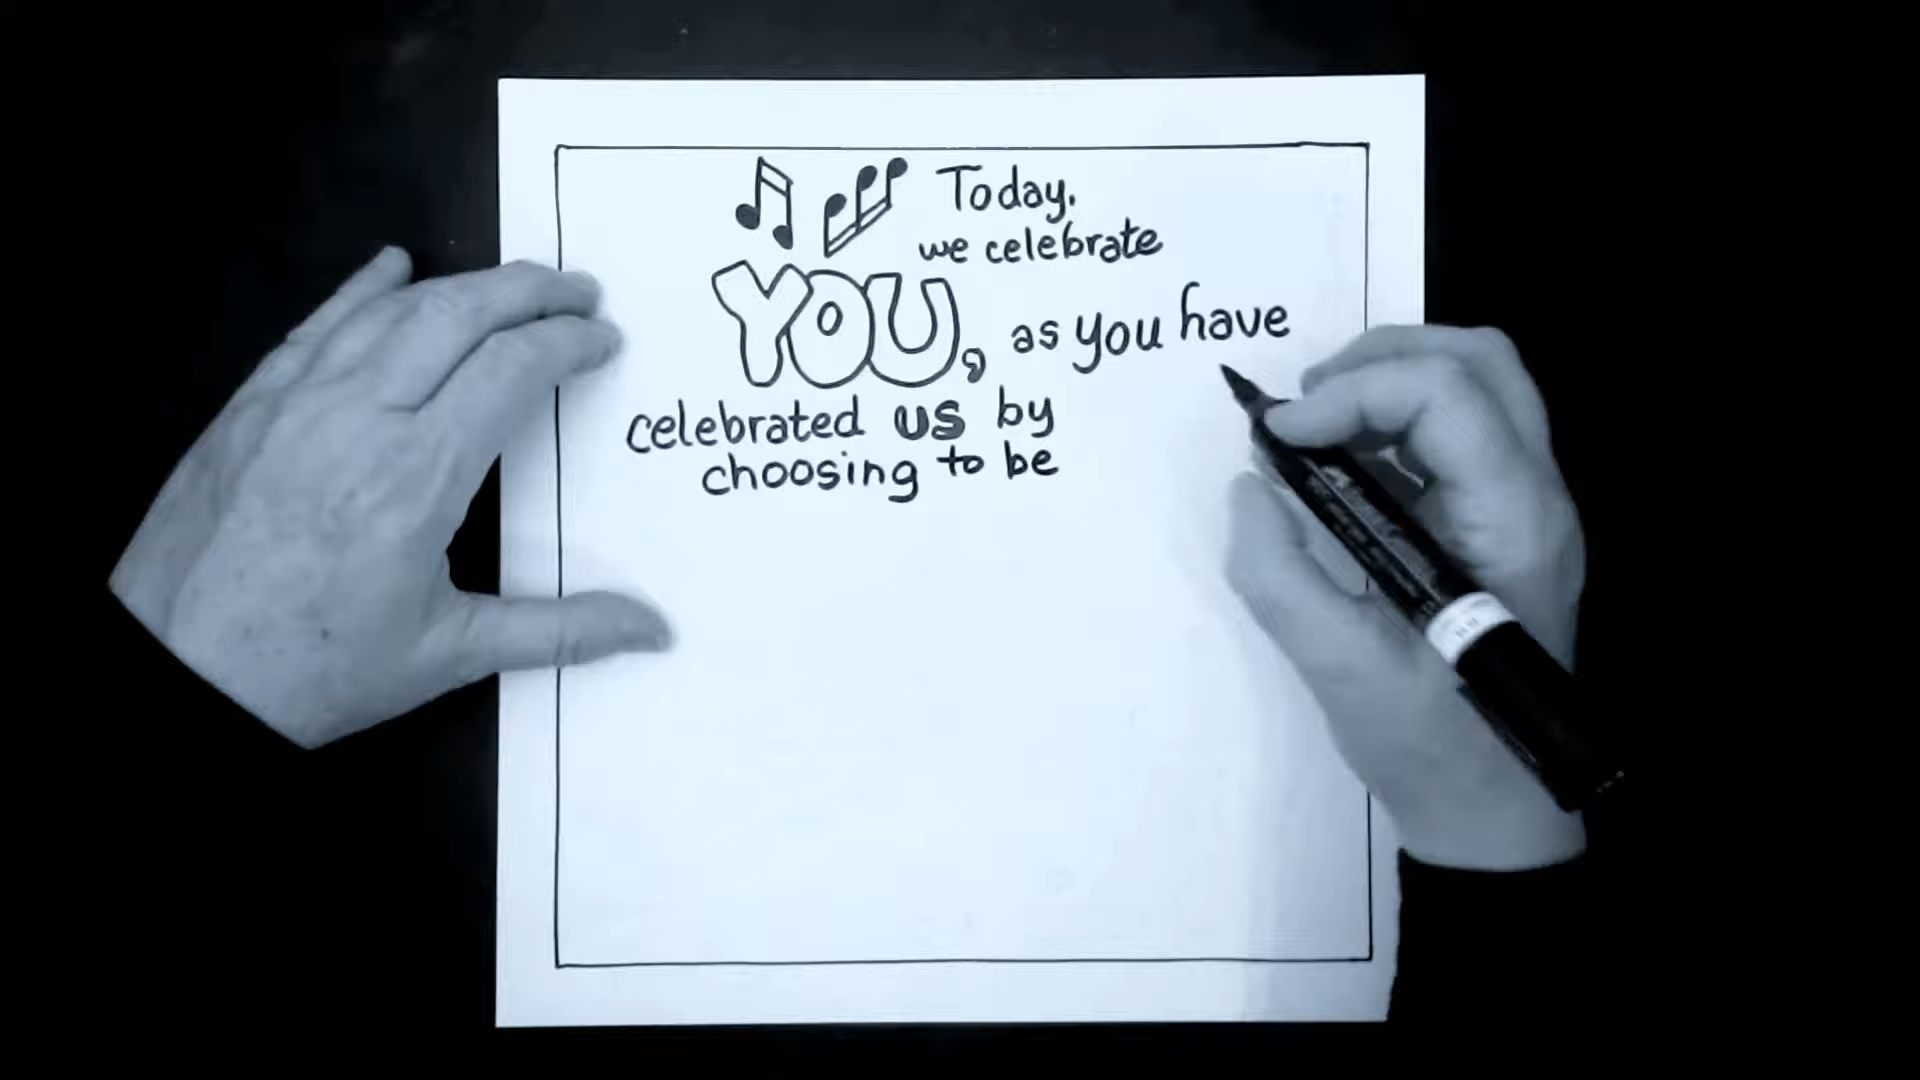 Today.
we celebrate
YOU, as you have
celebrated us by
choosing to be